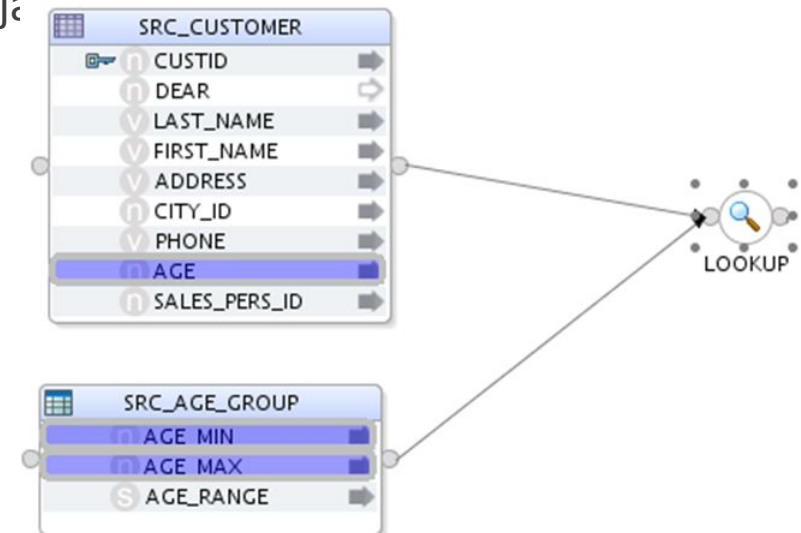 SRC_CUSTOMER
n CUSTID
n DEAR
v LAST_NAME
v FIRST_NAME
v ADDRESS
n CITY_ID
v PHONE
n AGE
n SALES_PERS_ID
LOOKUP
SRC_AGE_GROUP
n AGE_MIN
n AGE_MAX
s AGE_RANGE